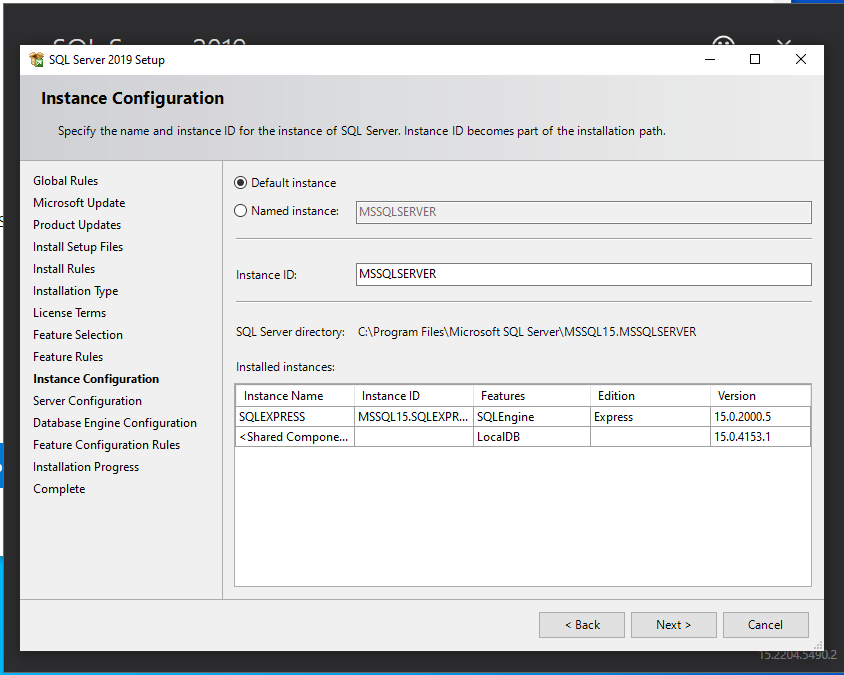 SQL Server 2019
SQL Server 2019 Setup
Instance Configuration
Specify the name and instance ID for the instance of SQL Server. Instance ID becomes part of the installation path.
Global Rules
Microsoft Update
Product Updates
Install Setup Files
Install Rules
Installation Type
License Terms
Feature Selection
Feature Rules
Instance Configuration
Server Configuration
Database Engine Configuration
Feature Configuration Rules
Installation Progress
Complete
Default instance
Named instance: MSSQLSERVER
Instance ID: MSSQLSERVER
SQL Server directory: C:\Program Files\Microsoft SQL Server\MSSQL15.MSSQLSERVER
Installed instances:
Instance Name Instance ID Features Edition Version
SQLEXPRESS MSSQL15.SQLEXPR... SQLEngine Express 15.0.2000.5
<Shared Compone... LocalDB 15.0.4153.1
< Back Next > Cancel
15.2204.5490.2